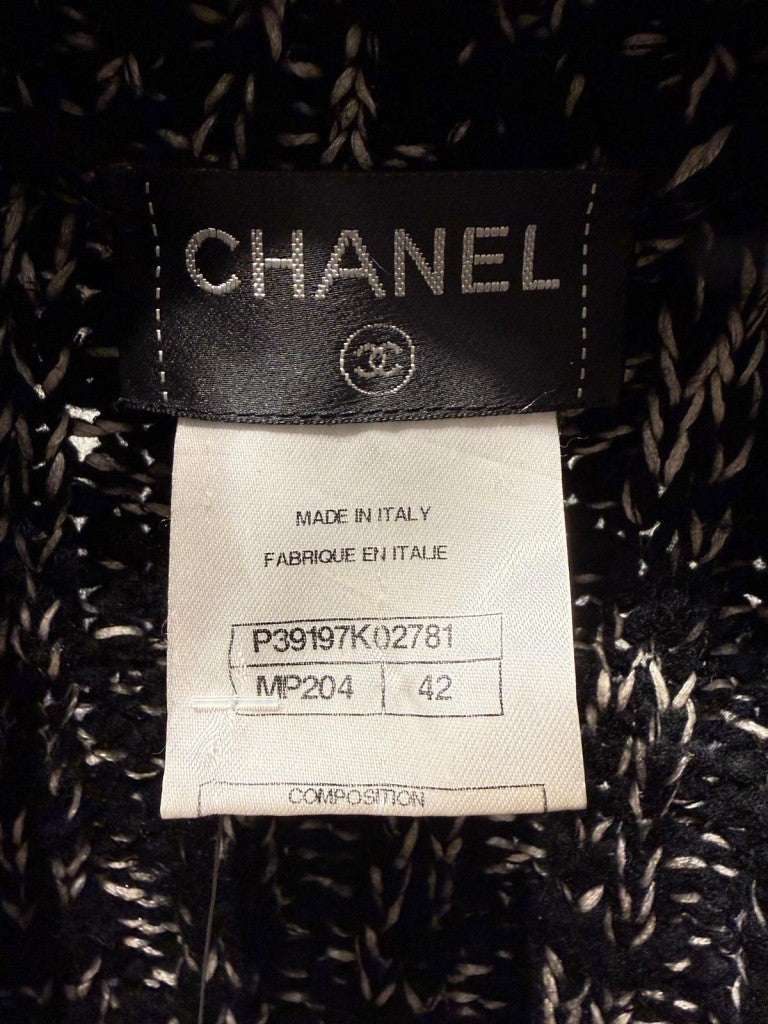 CHANEL
MADE IN ITALY
FABRIQUE EN ITALIE
P39197K02781
MP204 42
COMPOSITION